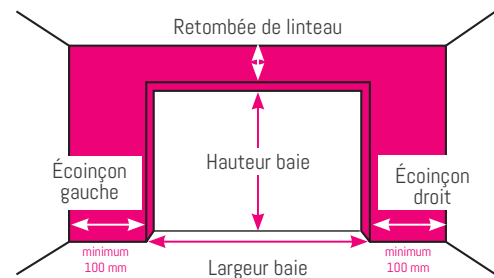 Retombée de linteau
Hauteur baie
Écoinçon
gauche
Écoinçon
droit
minimum
100 mm
Largeur baie
minimum
100 mm